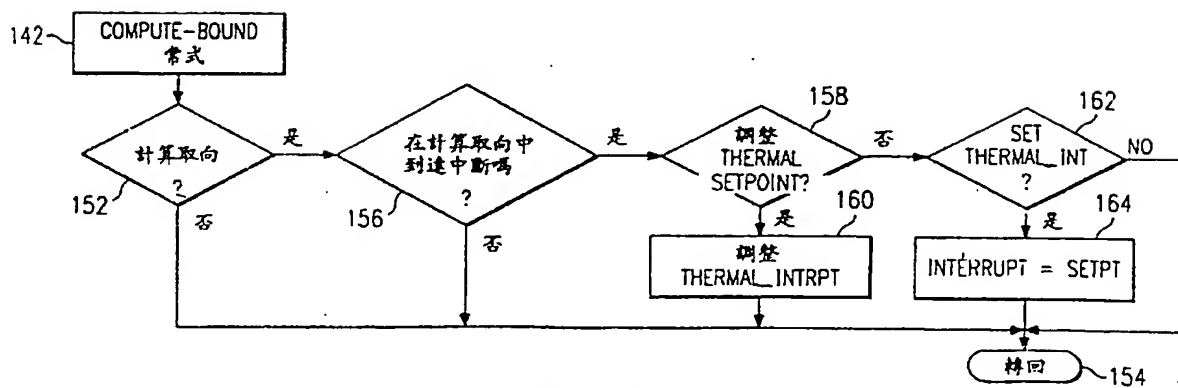 142
COMPUTE-BOUND
常式
計算取向
?
152
是
否
在計算取向中
到達中斷嗎
?
156
是
否
調整
THERMAL
SETPOINT?
158
否
是
160
調整
THERMAL_INTRPT
SET
THERMAL_INT
?
162
NO
是
164
INTERRUPT = SETPT
轉回
154